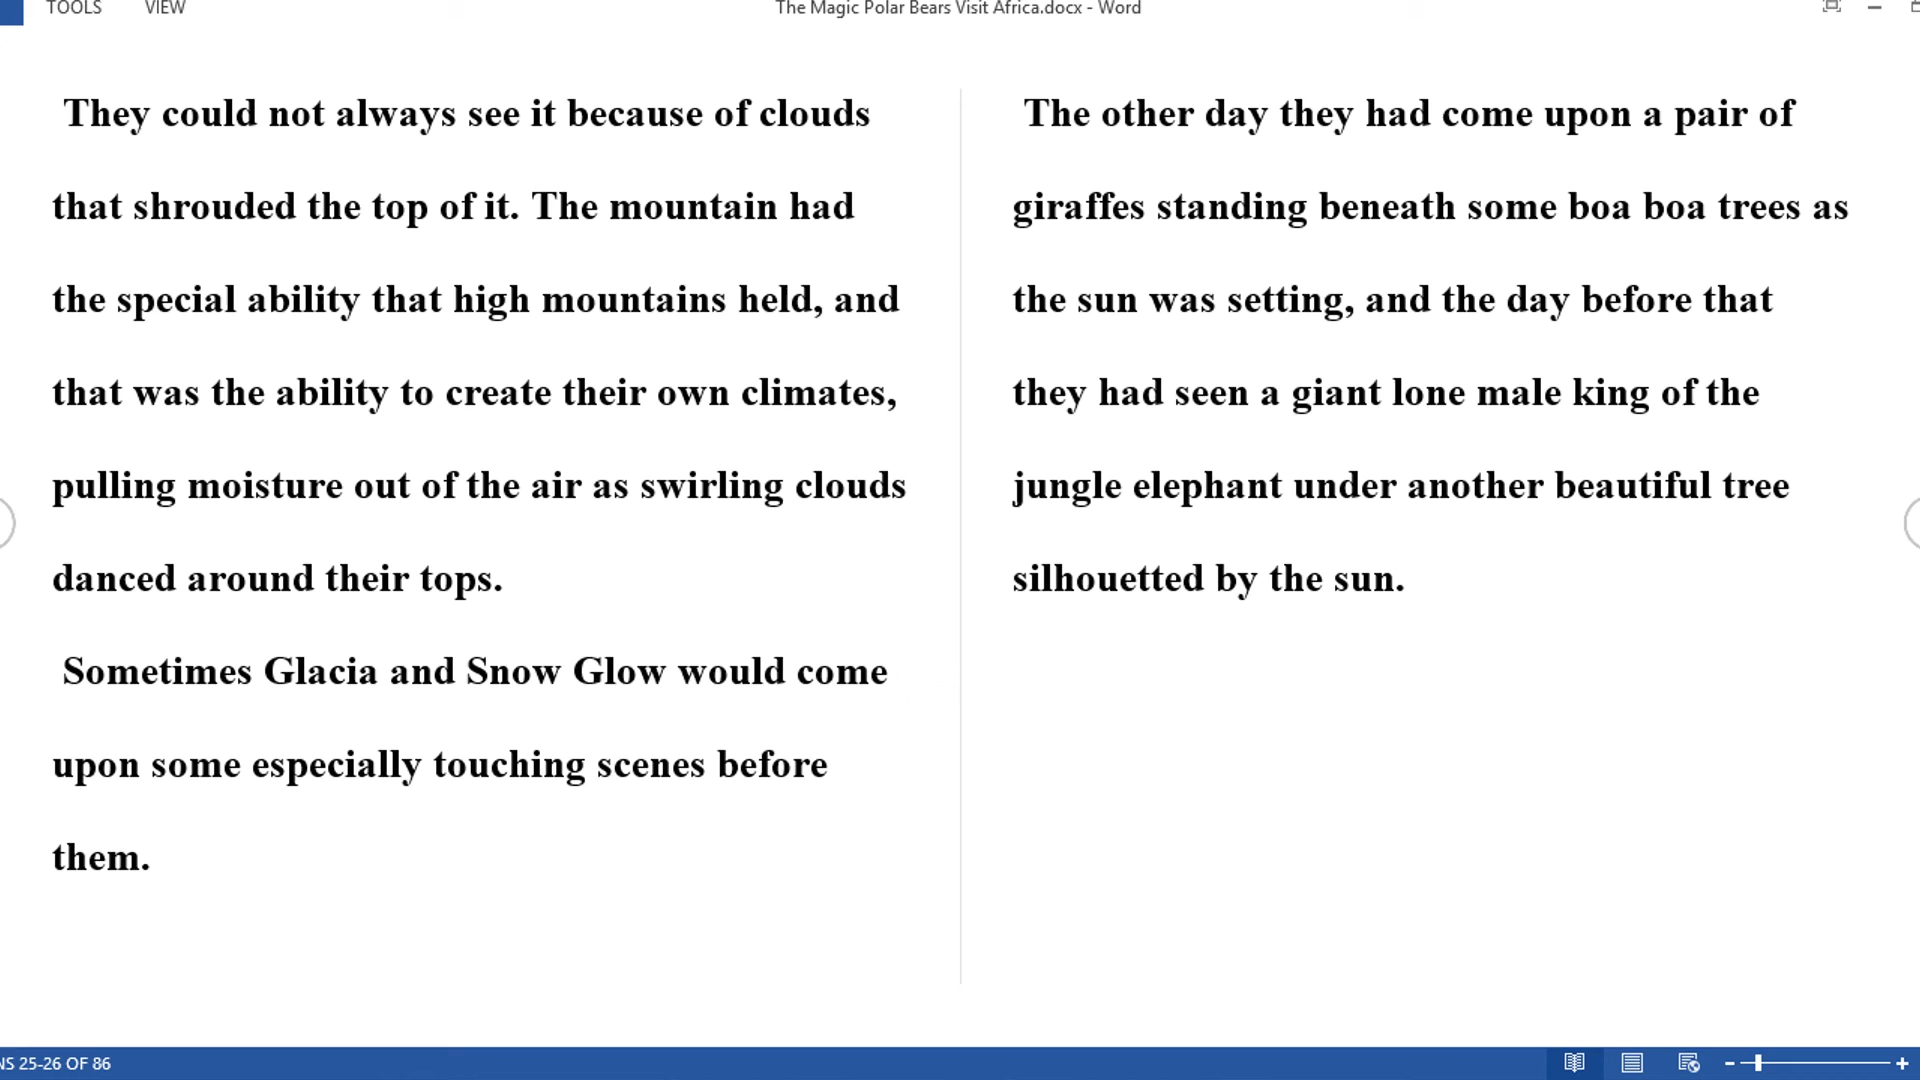 TOOLS VIEW The Magic Polar Bears Visit Africa.docx - Word
They could not always see it because of clouds
that shrouded the top of it. The mountain had
the special ability that high mountains held, and
that was the ability to create their own climates,
pulling moisture out of the air as swirling clouds
danced around their tops.
Sometimes Glacia and Snow Glow would come
upon some especially touching scenes before
them.
The other day they had come upon a pair of
giraffes standing beneath some boa boa trees as
the sun was setting, and the day before that
they had seen a giant lone male king of the
jungle elephant under another beautiful tree
silhouetted by the sun.
NS 25-26 OF 86